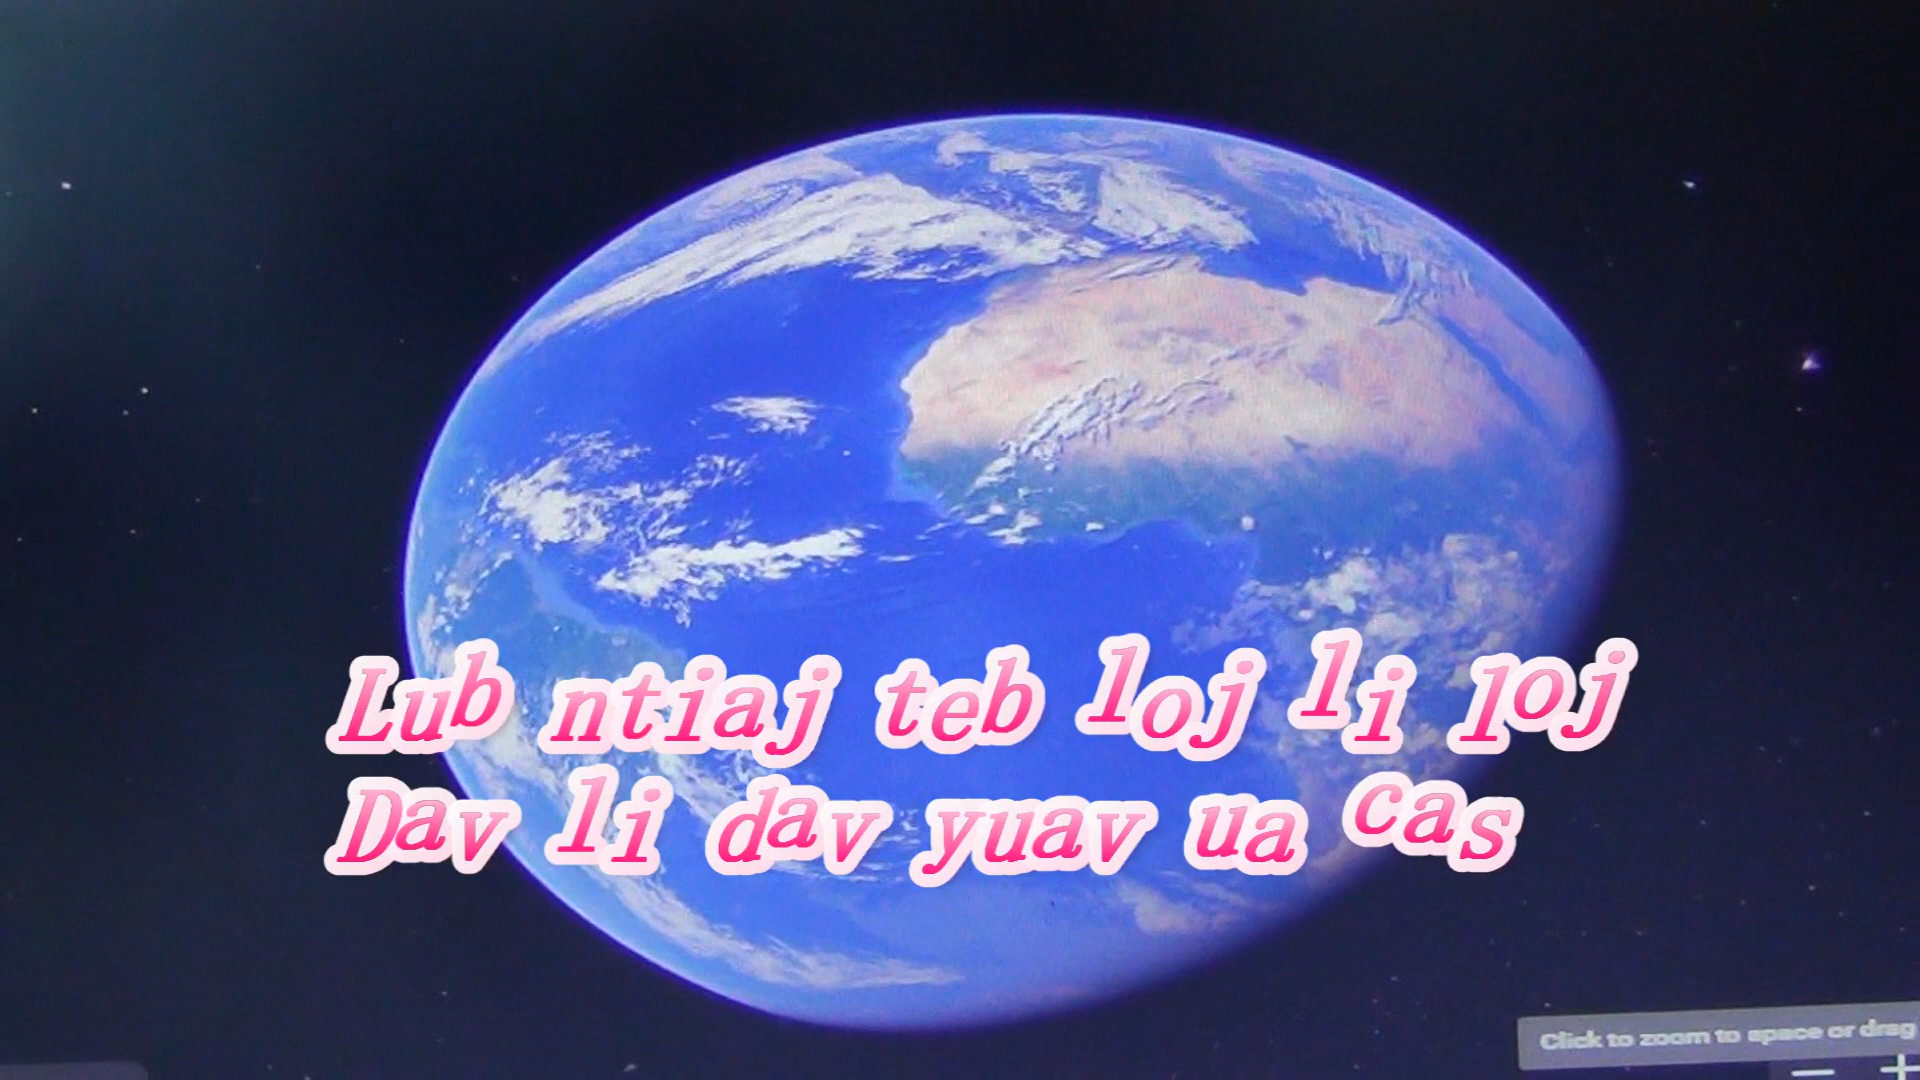 Lub ntiaj teb loj li loj
Dav li dav yuav ua cas
Click to zoom to space or drag